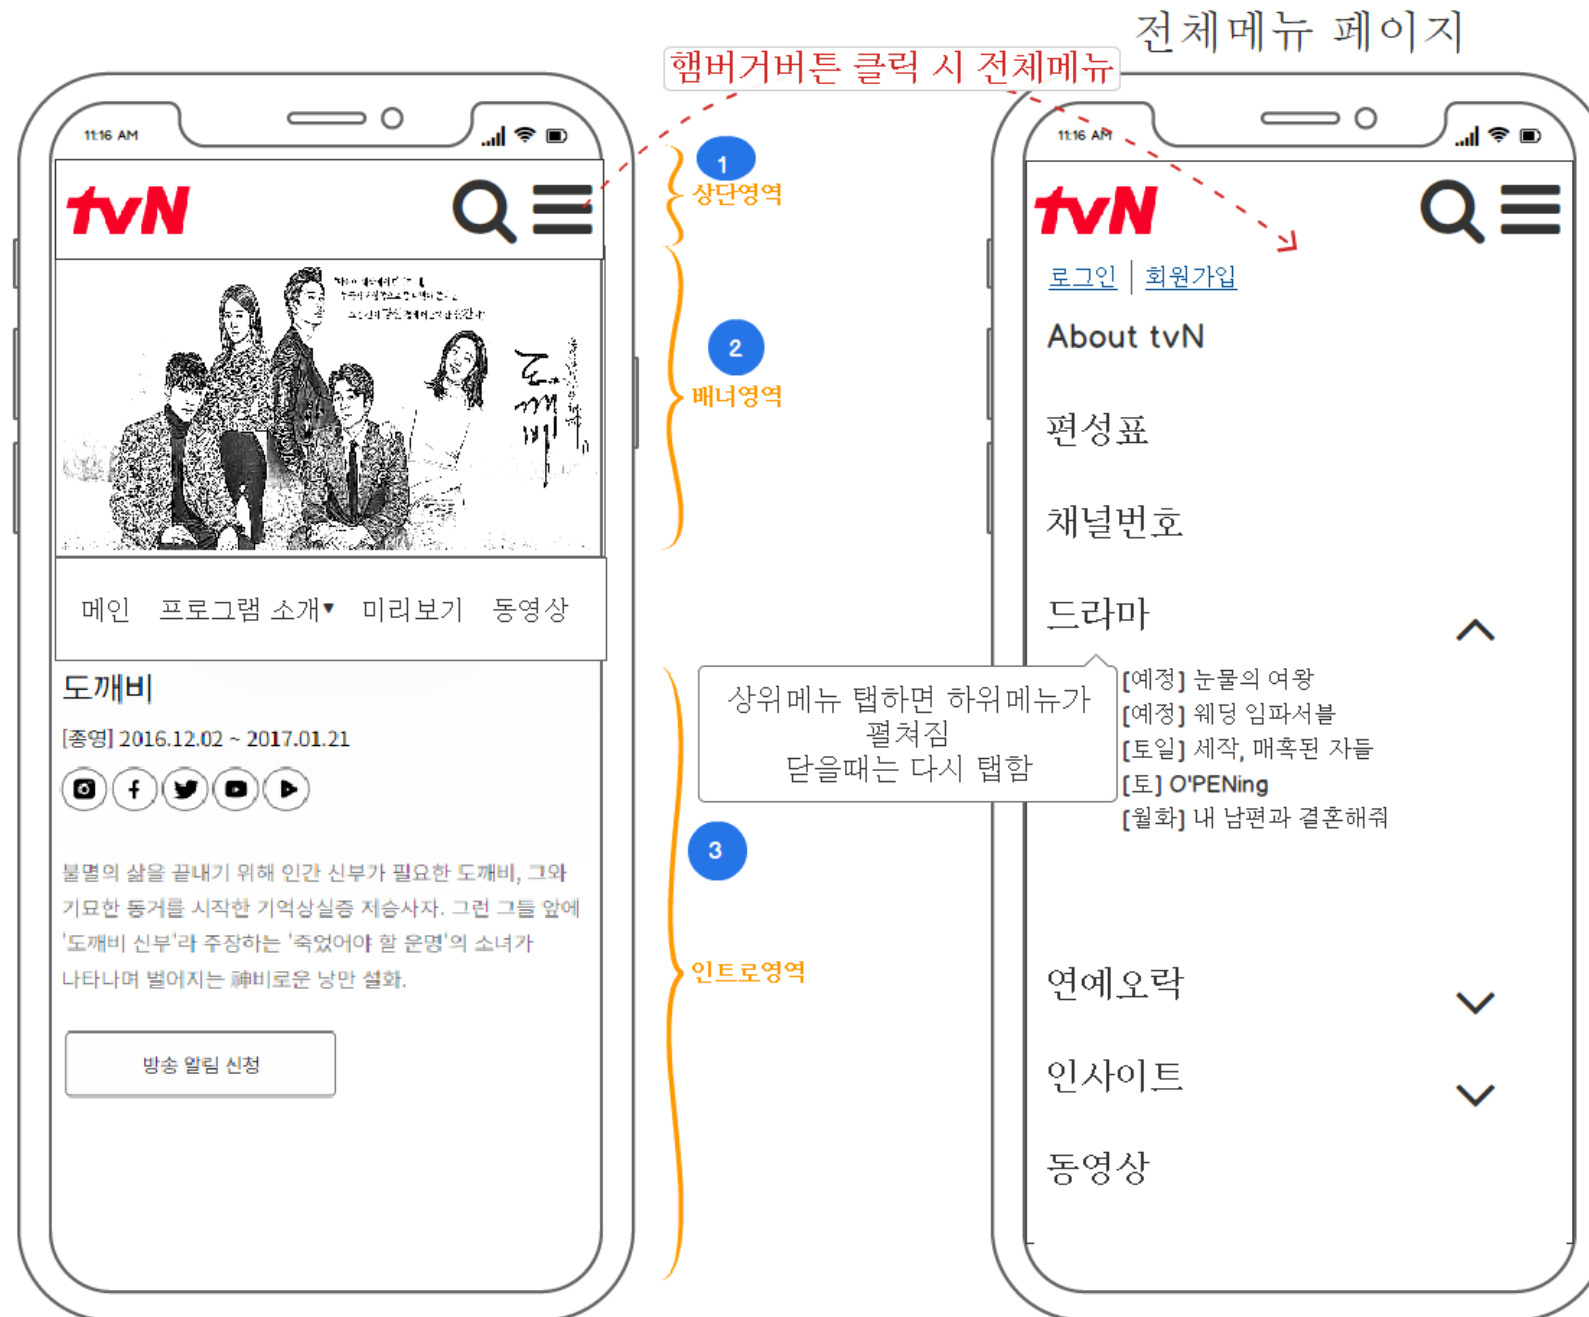 전체메뉴 페이지
햄버거버튼 클릭 시 전체메뉴
11:16 AM
tvN
도깨비
메인 프로그램 소개▼ 미리보기 동영상
도깨비
[종영] 2016.12.02 ~ 2017.01.21
불멸의 삶을 끝내기 위해 인간 신부가 필요한 도깨비, 그와
기묘한 동거를 시작한 기억상실증 저승사자. 그런 그들 앞에
'도깨비 신부'라 주장하는 '죽었어야 할 운명'의 소녀가
나타나며 벌어지는 神비로운 낭만 설화.
방송 알림 신청
1
상단영역
2
배너영역
3
인트로영역
11:16 AM
tvN
로그인 | 회원가입
About tvN
편성표
채널번호
드라마
상위메뉴 탭하면 하위메뉴가
펼쳐짐
닫을때는 다시 탭함
[예정] 눈물의 여왕
[예정] 웨딩 임파서블
[토일] 세작, 매혹된 자들
[토] O'PENing
[월화] 내 남편과 결혼해줘
연예오락
인사이트
동영상